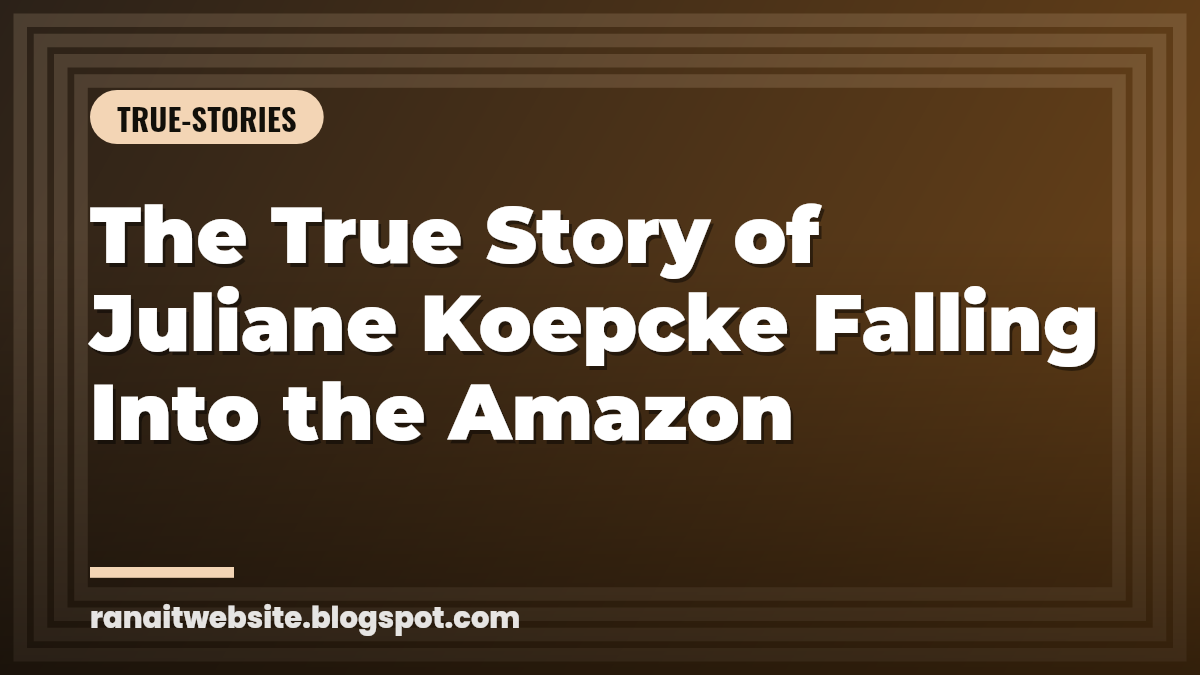 TRUE-STORIES
The True Story of
Juliane Koepcke Falling
Into the Amazon
ranaitwebsite.blogspot.com